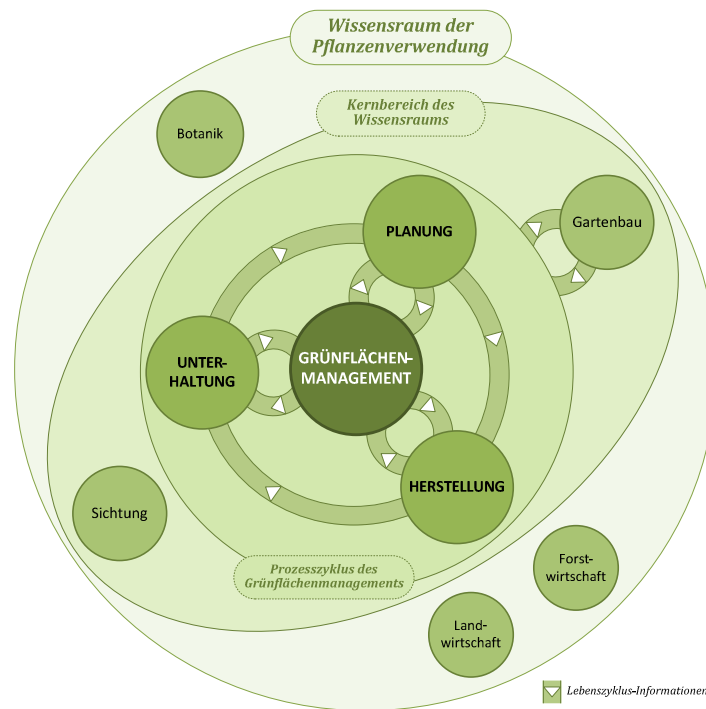 Wissensraum der
Pflanzenverwendung
Kernbereich des
Wissensraums
Botanik
Gartenbau
PLANUNG
UNTER-
HALTUNG
GRÜNFLÄCHEN-
MANAGEMENT
HERSTELLUNG
Sichtung
Prozesszyklus des
Grünflächenmanagements
Forst-
wirtschaft
Land-
wirtschaft
Lebenszyklus-Informationen